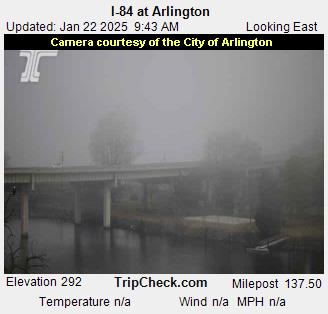 I-84 at Arlington
Updated: Jan 22 2025 9:43 AM Looking East
Camera courtesy of the City of Arlington
Elevation 292 TripCheck.com Milepost 137.50
Temperature n/a Wind n/a MPH n/a